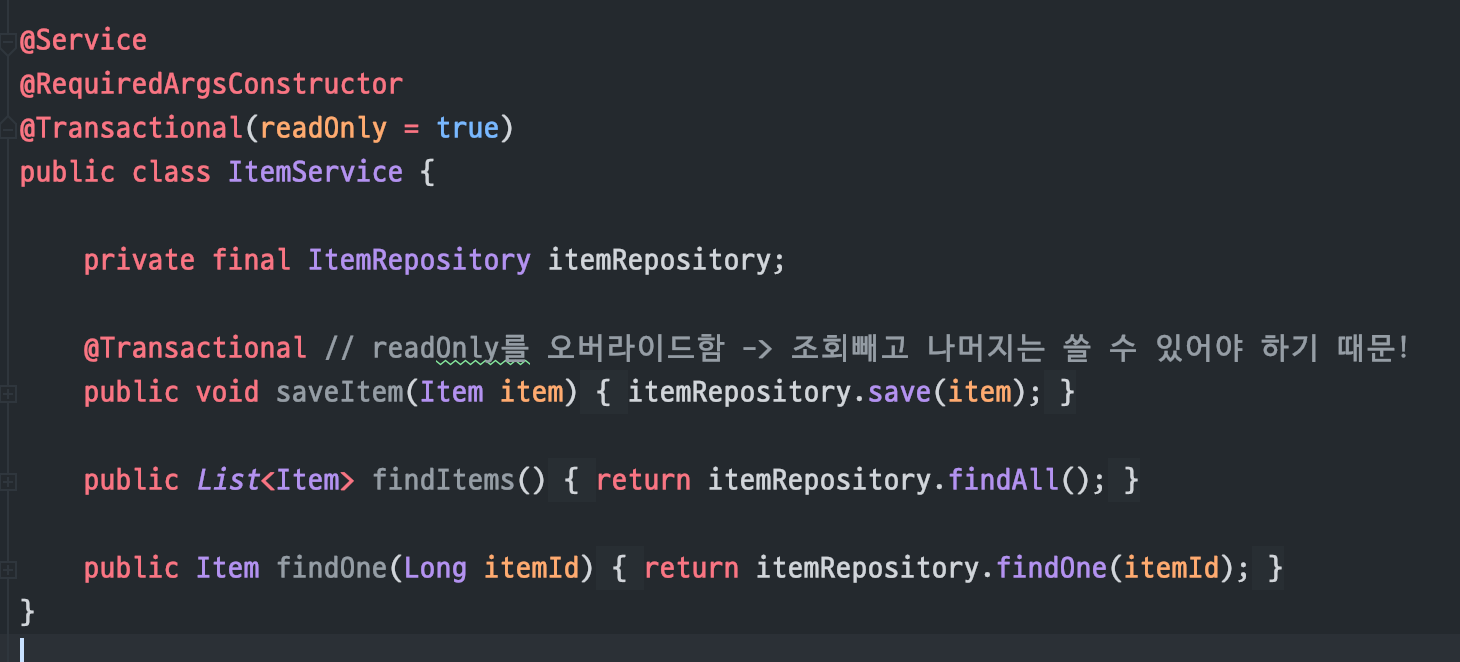 @Service
@RequiredArgsConstructor
@Transactional(readOnly = true)
public class ItemService {
private final ItemRepository itemRepository;
@Transactional // readOnly를 오버라이드함 -> 조회빼고 나머지는 쓸 수 있어야 하기 때문!
public void saveItem(Item item) { itemRepository.save(item); }
public List<Item> findItems() { return itemRepository.findAll(); }
public Item findOne(Long itemId) { return itemRepository.findOne(itemId); }
}